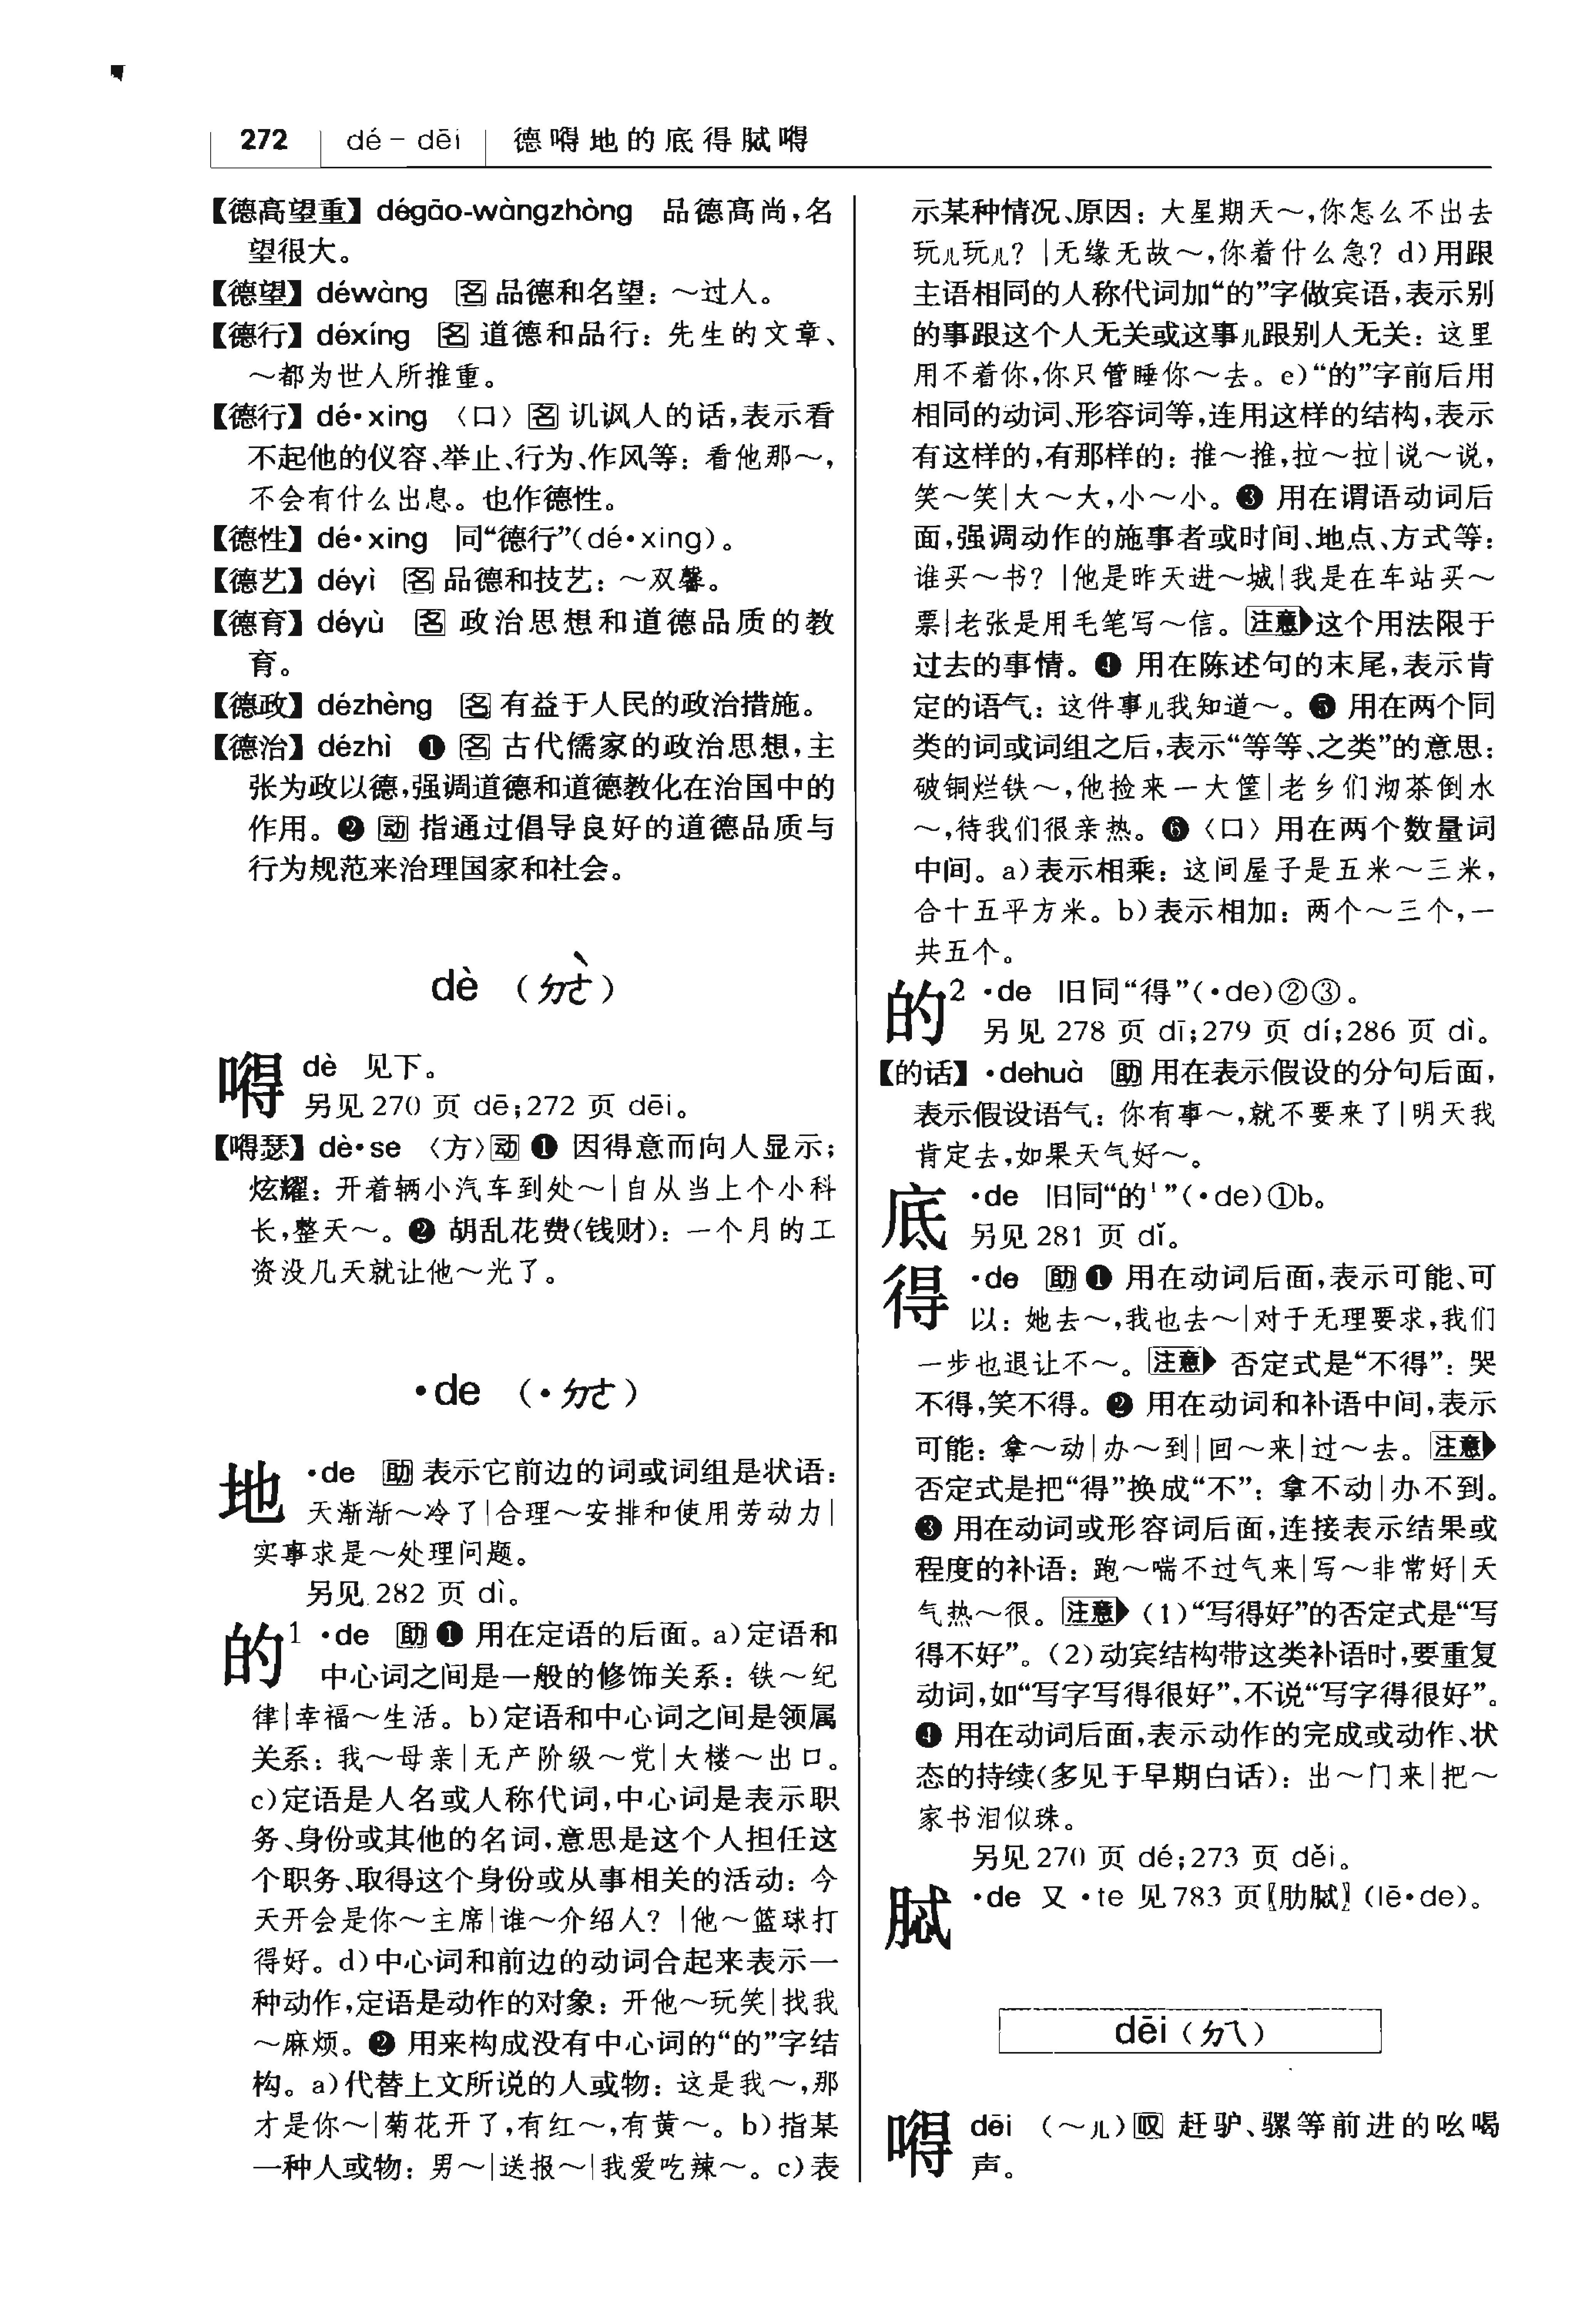 272 dé－dēi 德嘚地的底得脦嘚
【德高望重】dégāo-wàngzhòng 品德高尚，名
望很大。
【德望】déwàng 名 品德和名望：～过人。
【德行】déxíng 名 道德和品行：先生的文章、
～都为世人所推重。
【德行】dé·xing 〈口〉名 讥讽人的话，表示看
不起他的仪容、举止、行为、作风等：看他那～，
不会有什么出息。也作德性。
【德性】dé·xing 同“德行”（dé·xing）。
【德艺】déyì 名 品德和技艺：～双馨。
【德育】déyù 名 政治思想和道德品质的教
育。
【德政】dézhèng 名 有益于人民的政治措施。
【德治】dézhì ❶ 名 古代儒家的政治思想，主
张为政以德，强调道德和道德教化在治国中的
作用。❷ 动 指通过倡导良好的道德品质与
行为规范来治理国家和社会。
dè （ㄉㄜˋ）
嘚 dè 见下。
另见 270 页 dē；272 页 dēi。
【嘚瑟】dè·se 〈方〉动 ❶ 因得意而向人显示；
炫耀：开着辆小汽车到处～|自从当上个小科
长，整天～。❷ 胡乱花费（钱财）：一个月的工
资没几天就让他～光了。
·de （·ㄉㄜ）
地 ·de 助 表示它前边的词或词组是状语：
天渐渐～冷了|合理～安排和使用劳动力|
实事求是～处理问题。
另见 282 页 dì。
的1 ·de 助 ❶ 用在定语的后面。a）定语和
中心词之间是一般的修饰关系：铁～纪
律|幸福～生活。b）定语和中心词之间是领属
关系：我～母亲|无产阶级～党|大楼～出口。
c）定语是人名或人称代词，中心词是表示职
务、身份或其他的名词，意思是这个人担任这
个职务、取得这个身份或从事相关的活动：今
天开会是你～主席|谁～介绍人？|他～篮球打
得好。d）中心词和前边的动词合起来表示一
种动作，定语是动作的对象：开他～玩笑|找我
～麻烦。❷ 用来构成没有中心词的“的”字结
构。a）代替上文所说的人或物：这是我～，那
才是你～|菊花开了，有红～，有黄～。b）指某
一种人或物：男～|送报～|我爱吃辣～。c）表
示某种情况、原因：大星期天～，你怎么不出去
玩儿玩儿？|无缘无故～，你着什么急？d）用跟
主语相同的人称代词加“的”字做宾语，表示别
的事跟这个人无关或这事儿跟别人无关：这里
用不着你，你只管睡你～去。e）“的”字前后用
相同的动词、形容词等，连用这样的结构，表示
有这样的，有那样的：推～推，拉～拉|说～说，
笑～笑|大～大，小～小。❸ 用在谓语动词后
面，强调动作的施事者或时间、地点、方式等：
谁买～书？|他是昨天进～城|我是在车站买～
票|老张是用毛笔写～信。注意▶这个用法限于
过去的事情。❹ 用在陈述句的末尾，表示肯
定的语气：这件事儿我知道～。❺ 用在两个同
类的词或词组之后，表示“等等、之类”的意思：
破铜烂铁～，他捡来一大筐|老乡们沏茶倒水
～，待我们很亲热。❻〈口〉用在两个数量词
中间。a）表示相乘：这间屋子是五米～三米，
合十五平方米。b）表示相加：两个～三个，一
共五个。
的2 ·de 旧同“得”（·de）②③。
另见 278 页 dī；279 页 dí；286 页 dì。
【的话】·dehuà 助 用在表示假设的分句后面，
表示假设语气：你有事～，就不要来了|明天我
肯定去，如果天气好～。
底 ·de 旧同“的1”（·de）①b。
另见 281 页 dǐ。
得 ·de 助 ❶ 用在动词后面，表示可能、可
以：她去～，我也去～|对于无理要求，我们
一步也退让不～。注意▶ 否定式是“不得”：哭
不得，笑不得。❷ 用在动词和补语中间，表示
可能：拿～动|办～到|回～来|过～去。注意▶
否定式是把“得”换成“不”：拿不动|办不到。
❸ 用在动词或形容词后面，连接表示结果或
程度的补语：跑～喘不过气来|写～非常好|天
气热～很。注意▶（1）“写得好”的否定式是“写
得不好”。（2）动宾结构带这类补语时，要重复
动词，如“写字写得很好”，不说“写字得很好”。
❹ 用在动词后面，表示动作的完成或动作、状
态的持续（多见于早期白话）：出～门来|把～
家书泪似珠。
另见 270 页 dé；273 页 děi。
脦 ·de 又 ·te 见 783 页〖肋脦〗（lē·de）。
dēi（ㄉㄟ）
嘚 dēi （～儿）叹 赶驴、骡等前进的吆喝
声。